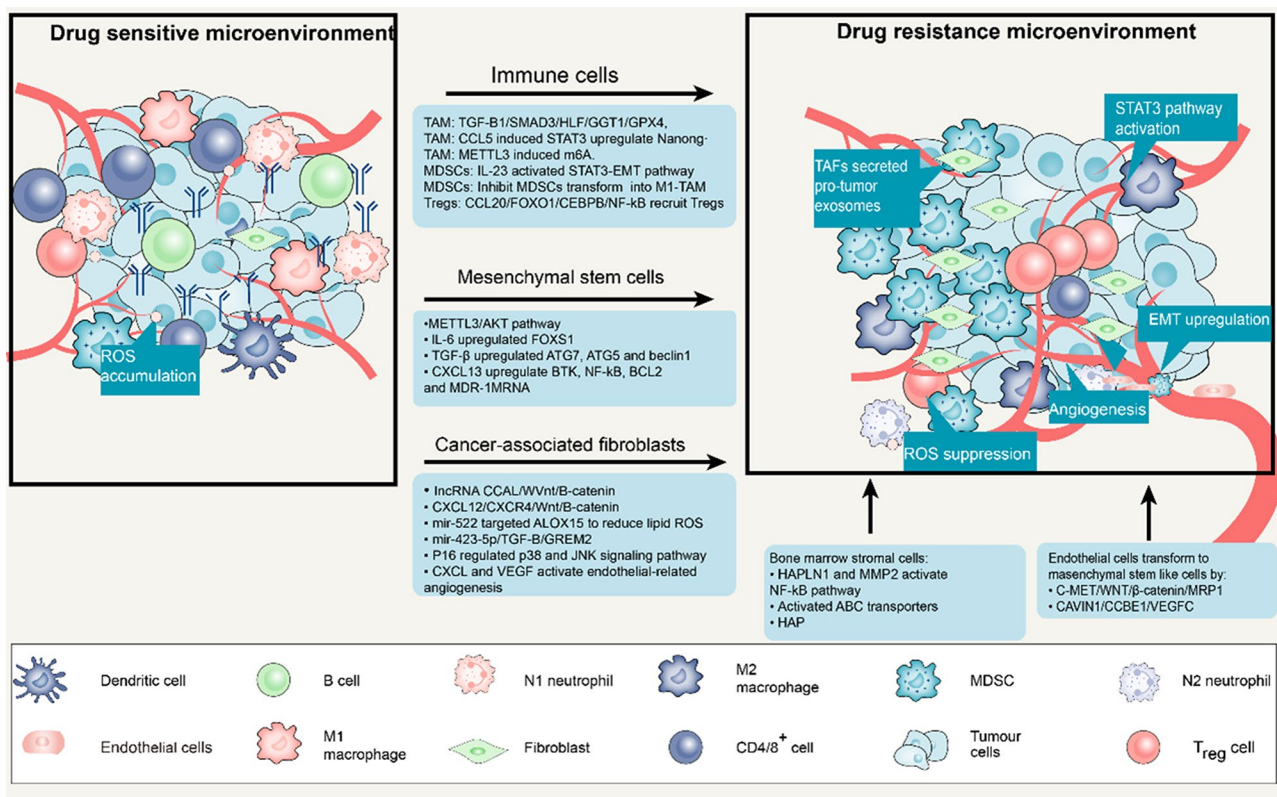 Drug sensitive microenvironment
ROS
accumulation
Immune cells
TAM: TGF-B1/SMAD3/HLF/GGT1/GPX4,
TAM: CCL5 induced STAT3 upregulate Nanong·
TAM: METTL3 induced m6A.
MDSCs: IL-23 activated STAT3-EMT pathway
MDSCs: Inhibit MDSCs transform into M1-TAM
Tregs: CCL20/FOXO1/CEBPB/NF-kB recruit Tregs
Mesenchymal stem cells
•METTL3/AKT pathway
• IL-6 upregulated FOXS1
• TGF-β upregulated ATG7, ATG5 and beclin1
• CXCL13 upregulate BTK, NF-kB, BCL2
and MDR-1MRNA
Cancer-associated fibroblasts
• lncRNA CCAL/WVnt/B-catenin
• CXCL12/CXCR4/Wnt/B-catenin
• mir-522 targeted ALOX15 to reduce lipid ROS
• mir-423-5p/TGF-B/GREM2
• P16 regulated p38 and JNK signaling pathway
• CXCL and VEGF activate endothelial-related
angiogenesis
Drug resistance microenvironment
STAT3 pathway
activation
TAFs secreted
pro-tumor
exosomes
EMT upregulation
Angiogenesis
ROS suppression
Bone marrow stromal cells:
• HAPLN1 and MMP2 activate
NF-kB pathway
• Activated ABC transporters
• HAP
Endothelial cells transform to
masenchymal stem like cells by:
• C-MET/WNT/β-catenin/MRP1
• CAVIN1/CCBE1/VEGFC
Dendritic cell
B cell
N1 neutrophil
M2
macrophage
MDSC
N2 neutrophil
Endothelial cells
M1
macrophage
Fibroblast
CD4/8+ cell
Tumour
cells
Treg cell